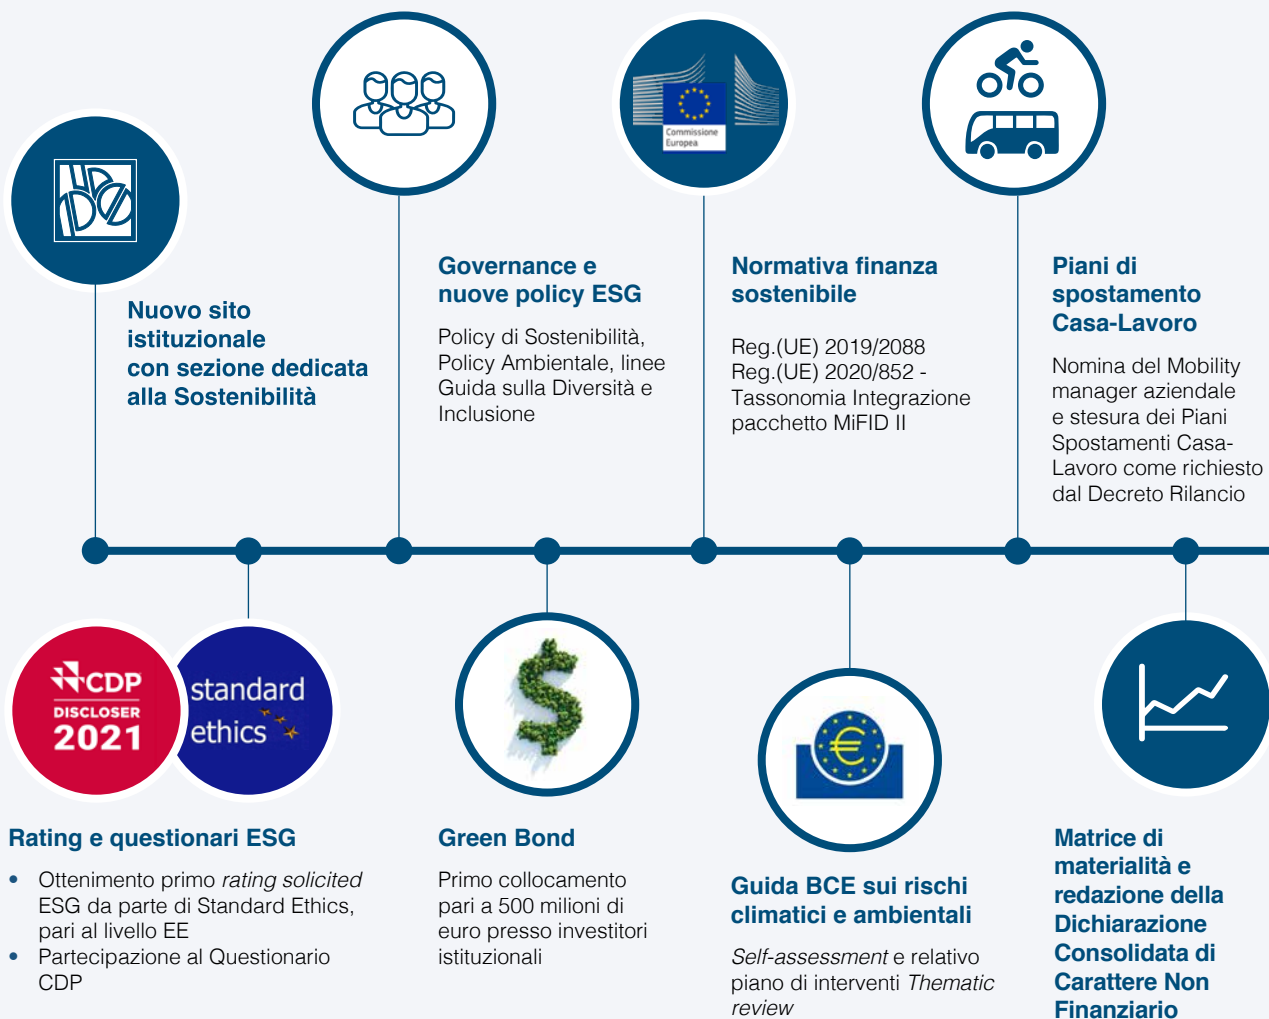 Commissione
Europea
Nuovo sito
istituzionale
con sezione dedicata
alla Sostenibilità
Governance e
nuove policy ESG
Policy di Sostenibilità,
Policy Ambientale, linee
Guida sulla Diversità e
Inclusione
Normativa finanza
sostenibile
Reg.(UE) 2019/2088
Reg.(UE) 2020/852 -
Tassonomia Integrazione
pacchetto MiFID II
Piani di
spostamento
Casa-Lavoro
Nomina del Mobility
manager aziendale
e stesura dei Piani
Spostamenti Casa-
Lavoro come richiesto
dal Decreto Rilancio
CDP
DISCLOSER
2021
standard
ethics
Rating e questionari ESG
• Ottenimento primo rating solicited
ESG da parte di Standard Ethics,
pari al livello EE
• Partecipazione al Questionario
CDP
Green Bond
Primo collocamento
pari a 500 milioni di
euro presso investitori
istituzionali
Guida BCE sui rischi
climatici e ambientali
Self-assessment e relativo
piano di interventi Thematic
review
Matrice di
materialità e
redazione della
Dichiarazione
Consolidata di
Carattere Non
Finanziario